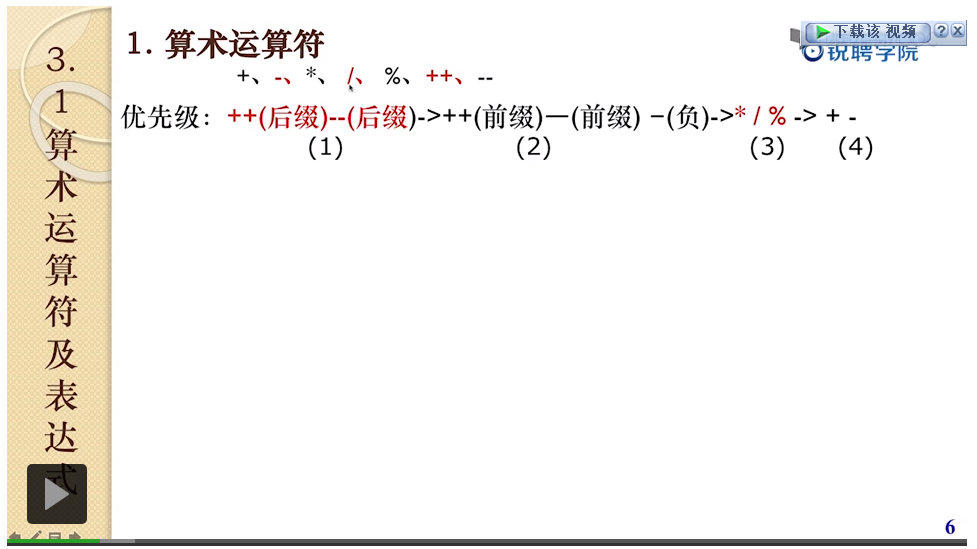 3.
1
算
术
运
算
符
及
表
达
式
1. 算术运算符
下载该 视频
锐聘学院
+、-、*、 /、 %、++、--
优先级：++(后缀)--(后缀)->++(前缀)—(前缀) -(负)->* / % -> + -
(1) (2) (3) (4)
6